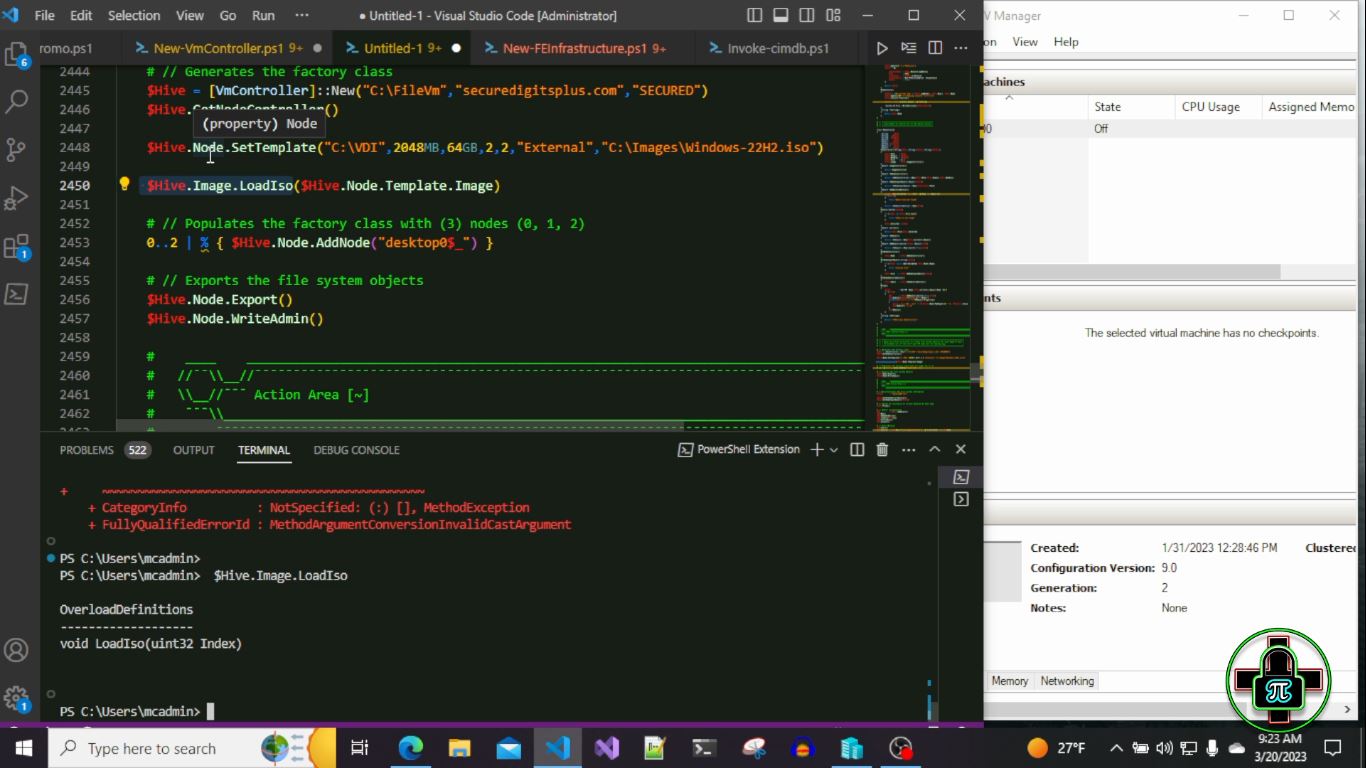 File Edit Selection View Go Run ··· ● Untitled-1 - Visual Studio Code [Administrator]
V Manager
romo.ps1 New-VmController.ps1 9+ Untitled-1 9+ New-FEInfrastructure.ps1 9+ Invoke-cimdb.ps1
on View Help
2444 # // Generates the factory class
2445 $Hive = [VmController]::New("C:\FileVm","securedigitsplus.com","SECURED")
2446 $Hive.GetNodeController()
(property) Node
2447
2448 $Hive.Node.SetTemplate("C:\VDI",2048MB,64GB,2,2,"External","C:\Images\Windows-22H2.iso")
2449
2450 $Hive.Image.LoadIso($Hive.Node.Template.Image)
2451
2452 # // Populates the factory class with (3) nodes (0, 1, 2)
2453 0..2 | % { $Hive.Node.AddNode("desktop0$_") }
2454
2455 # // Exports the file system objects
2456 $Hive.Node.Export()
2457 $Hive.Node.WriteAdmin()
2458
2459 #
2460 # // \\__//
2461 # \\__//¯¯¯ Action Area [~]
2462 # ¯¯¯\\
achines
State CPU Usage Assigned Memo
Off
nts
The selected virtual machine has no checkpoints.
Created: 1/31/2023 12:28:46 PM Clustere
Configuration Version: 9.0
Generation: 2
Notes: None
Memory Networking
PROBLEMS 522 OUTPUT TERMINAL DEBUG CONSOLE PowerShell Extension
+ ~~~~~~~~~~~~~~~~~~~~~~~~~~~~~~~~~~~~~~~~~~~
+ CategoryInfo : NotSpecified: (:) [], MethodException
+ FullyQualifiedErrorId : MethodArgumentConversionInvalidCastArgument
PS C:\Users\mcadmin>
PS C:\Users\mcadmin> $Hive.Image.LoadIso
OverloadDefinitions
-------------------
void LoadIso(uint32 Index)
PS C:\Users\mcadmin>
6
1
1
π
Type here to search
27°F
9:23 AM
3/20/2023